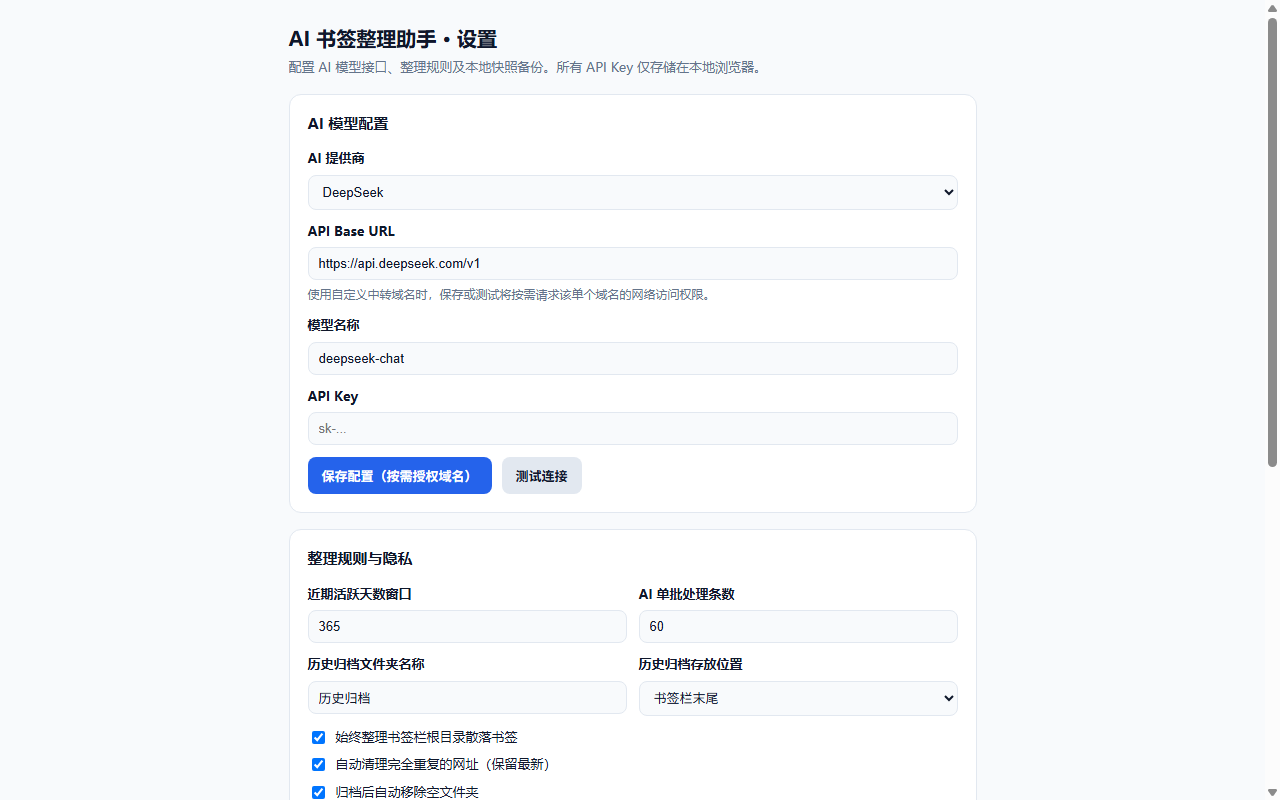 AI 书签整理助手 • 设置
配置 AI 模型接口、整理规则及本地快照备份。所有 API Key 仅存储在本地浏览器。
AI 模型配置
AI 提供商
DeepSeek
API Base URL
https://api.deepseek.com/v1
使用自定义中转域名时，保存或测试将按需请求该单个域名的网络访问权限。
模型名称
deepseek-chat
API Key
sk-...
保存配置（按需授权域名） 测试连接
整理规则与隐私
近期活跃天数窗口 AI 单批处理条数
365 60
历史归档文件夹名称 历史归档存放位置
历史归档 书签栏末尾
始终整理书签栏根目录散落书签
自动清理完全重复的网址（保留最新）
归档后自动移除空文件夹